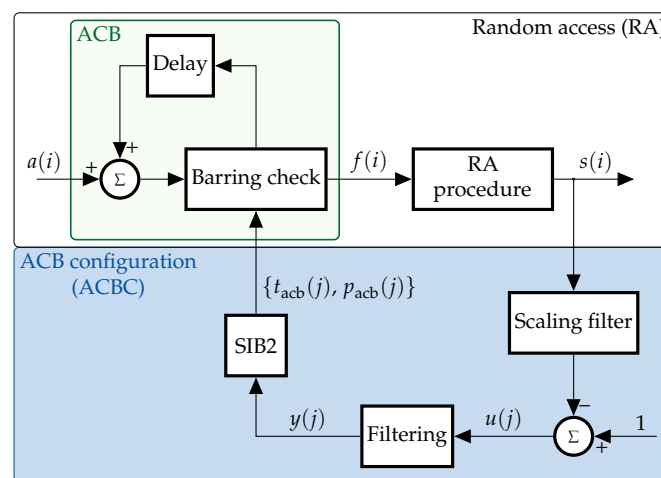 ACB
Random access (RA)
Delay
+
a(i)
+
Σ
Barring check
f(i)
RA
procedure
s(i)
ACB configuration
(ACBC)
{t_acb(j), p_acb(j)}
SIB2
Scaling filter
y(j)
Filtering
u(j)
−
Σ
+
1